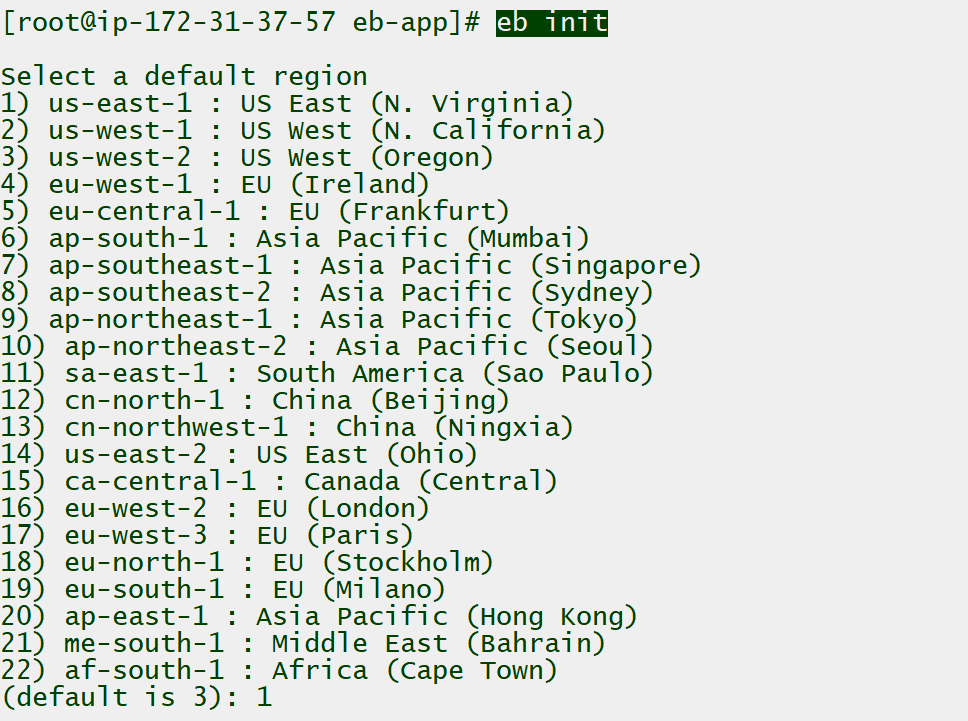 [root@ip-172-31-37-57 eb-app]# eb init
Select a default region
1) us-east-1 : US East (N. Virginia)
2) us-west-1 : US West (N. California)
3) us-west-2 : US West (Oregon)
4) eu-west-1 : EU (Ireland)
5) eu-central-1 : EU (Frankfurt)
6) ap-south-1 : Asia Pacific (Mumbai)
7) ap-southeast-1 : Asia Pacific (Singapore)
8) ap-southeast-2 : Asia Pacific (Sydney)
9) ap-northeast-1 : Asia Pacific (Tokyo)
10) ap-northeast-2 : Asia Pacific (Seoul)
11) sa-east-1 : South America (Sao Paulo)
12) cn-north-1 : China (Beijing)
13) cn-northwest-1 : China (Ningxia)
14) us-east-2 : US East (Ohio)
15) ca-central-1 : Canada (Central)
16) eu-west-2 : EU (London)
17) eu-west-3 : EU (Paris)
18) eu-north-1 : EU (Stockholm)
19) eu-south-1 : EU (Milano)
20) ap-east-1 : Asia Pacific (Hong Kong)
21) me-south-1 : Middle East (Bahrain)
22) af-south-1 : Africa (Cape Town)
(default is 3): 1